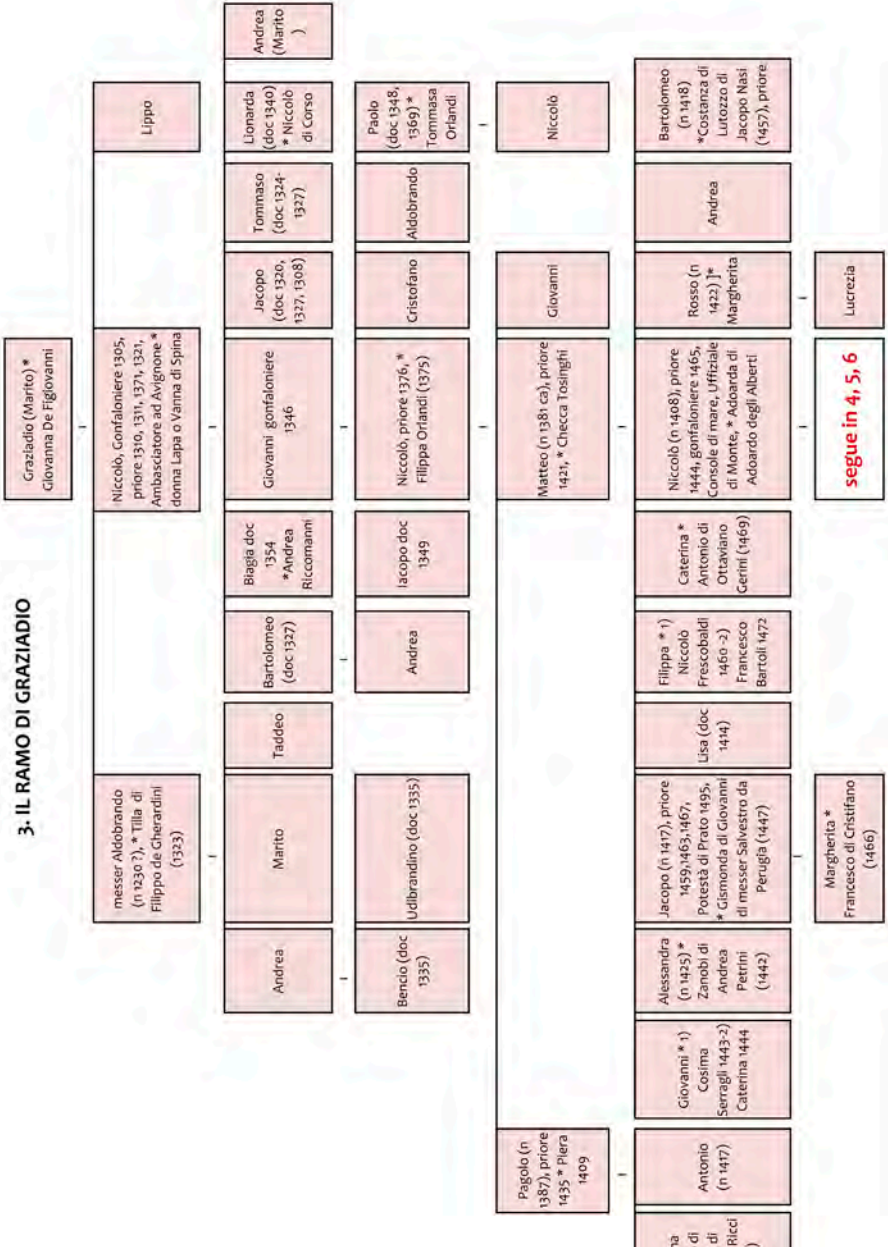 3. IL RAMO DI GRAZIADIO
Graziadio (Marito) *
Giovanna De Figiovanni
messer Aldobrando
(n 1230 ?), * Tilla di
Filippo de Gherardini
(1323)
Niccolò, Gonfaloniere 1305,
priore 1310, 1311, 1371, 1321,
Ambasciatore ad Avignone *
donna Lapa o Vanna di Spina
Lippo
Andrea
Marito
Taddeo
Bartolomeo
(doc 1327)
Biagia doc
1354
*Andrea
Riccomanni
Giovanni gonfaloniere
1346
Jacopo
(doc 1320,
1327, 1308)
Tommaso
(doc 1324-
1327)
Lionarda
(doc 1340)
* Niccolò
di Corso
Andrea
(Marito
)
Bencio (doc
1335)
Udibrandino (doc 1335)
Andrea
Iacopo doc
1349
Niccolò, priore 1376, *
Filippa Orlandi (1375)
Cristofano
Aldobrando
Paolo
(doc 1348,
1369) *
Tommasa
Orlandi
Pagolo (n
1387), priore
1435 * Piera
1409
Matteo (n 1381 ca), priore
1421, * Checca Tosinghi
Giovanni
Niccolò
di
di
Ricci
)
Antonio
(n 1417)
Giovanni * 1)
Cosima
Serragli 1443-2)
Caterina 1444
Alessandra
(n 1425) *
Zanobi di
Andrea
Petrini
(1442)
Jacopo (n 1417), priore
1459,1463,1467,
Potestà di Prato 1495,
* Gismonda di Giovanni
di messer Salvestro da
Perugia (1447)
Lisa (doc
1414)
Filippa * 1)
Niccolò
Frescobaldi
1460 -2)
Francesco
Bartoli 1472
Caterina *
Antonio di
Ottaviano
Gerini (1469)
Niccolò (n 1408), priore
1444, gonfaloniere 1465,
Console di mare, Uffiziale
di Monte, * Adoarda di
Adoardo degli Alberti
Rosso (n
1422) ]*
Margherita
Andrea
Bartolomeo
(n 1418)
*Costanza di
Lutozzo di
Jacopo Nasi
(1457), priore
Margherita *
Francesco di Cristifano
(1466)
segue in 4, 5, 6
Lucrezia